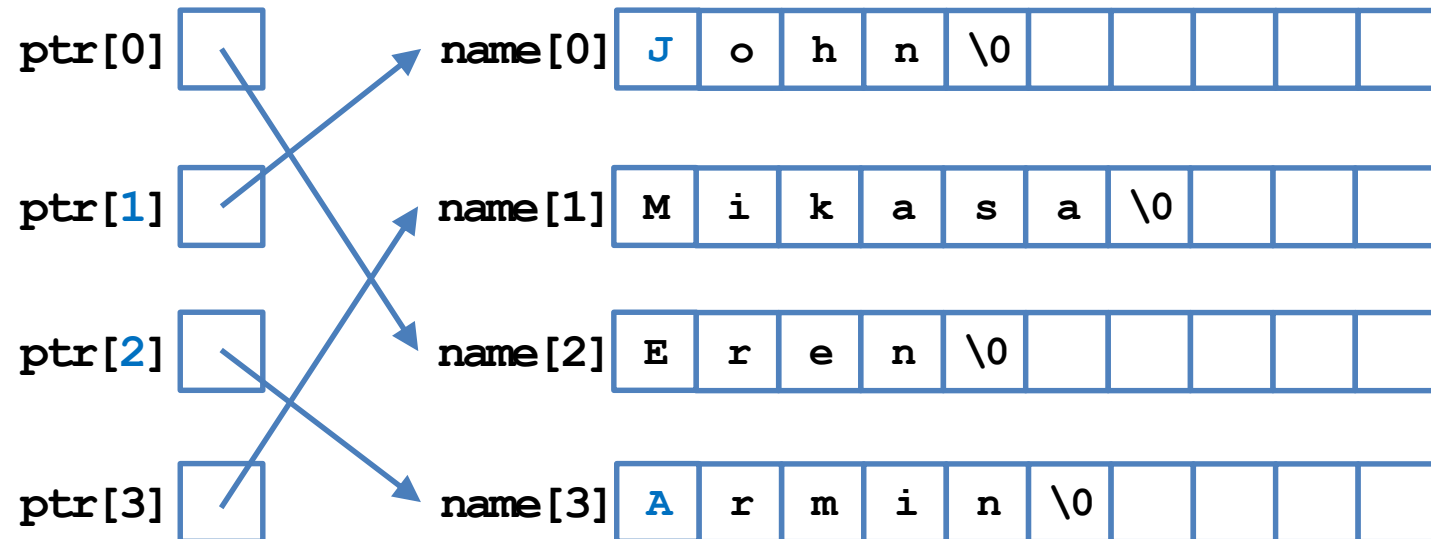 ptr[0] name[0] J o h n \0
ptr[1] name[1] M i k a s a \0
ptr[2] name[2] E r e n \0
ptr[3] name[3] A r m i n \0